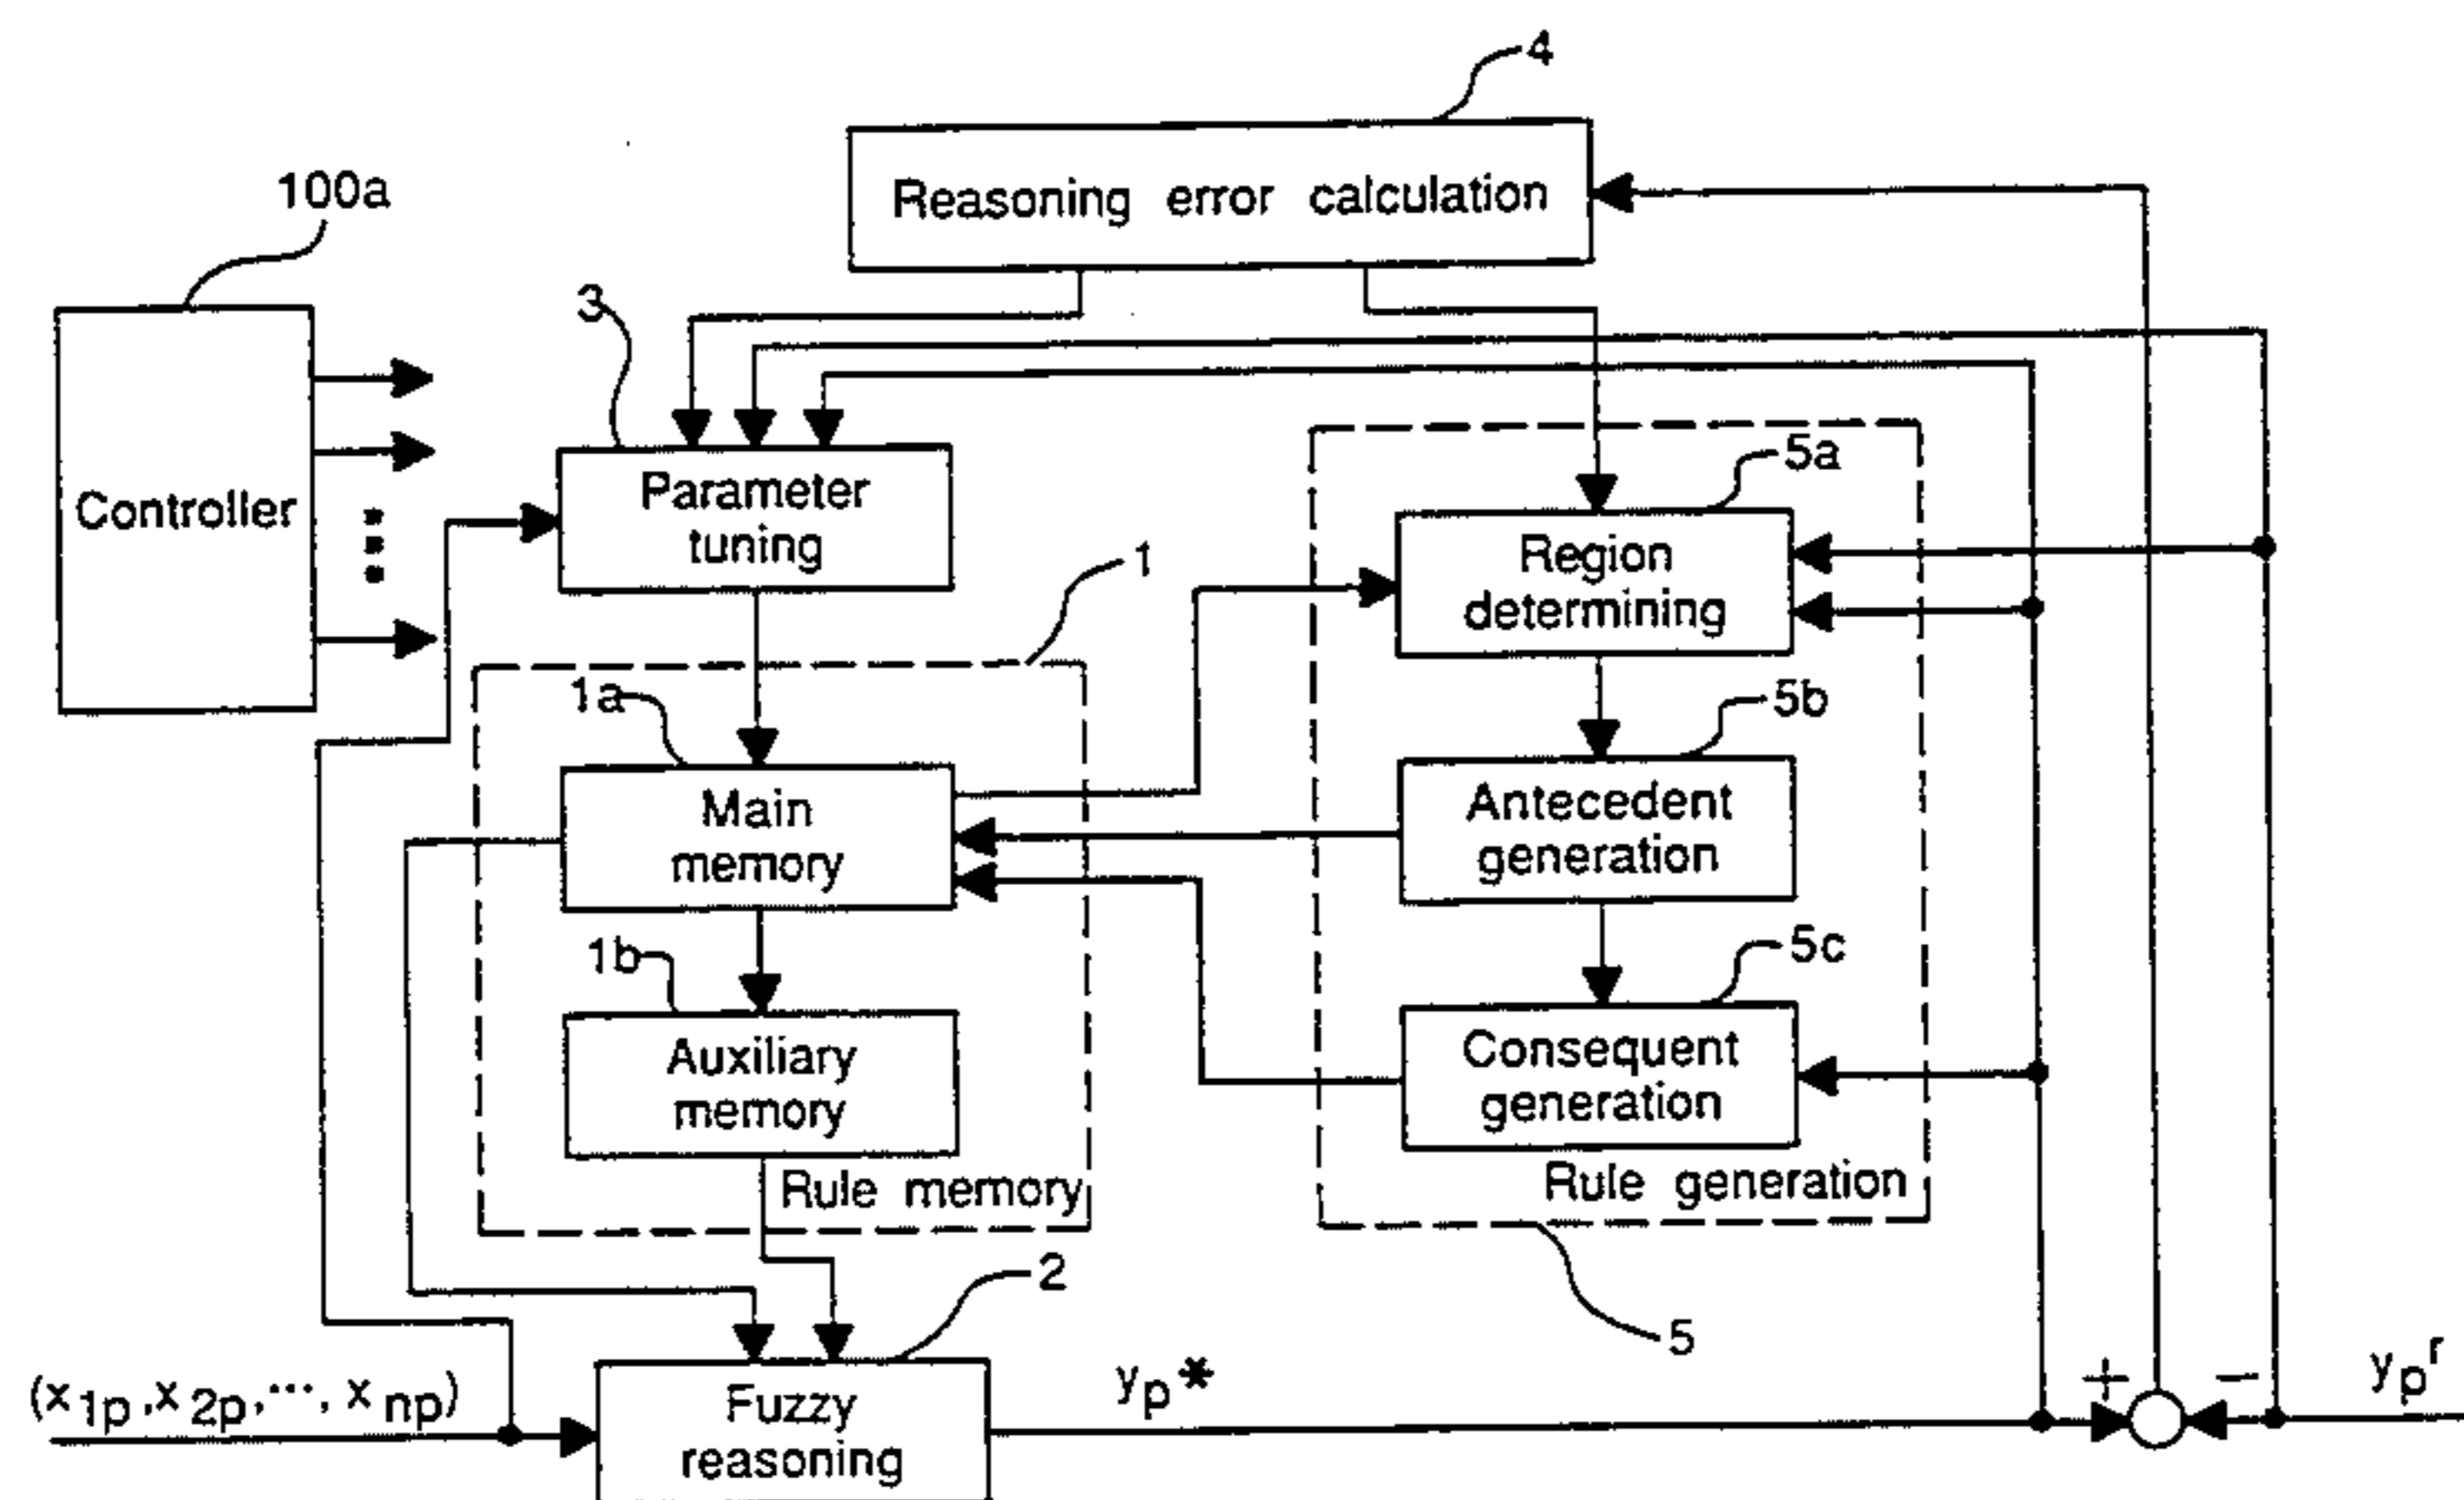 4
Reasoning error calculation
100a
3
Controller
Parameter
tuning
1
5a
Region
determining
1a
5b
Main
memory
Antecedent
generation
1b
5c
Auxiliary
memory
Consequent
generation
Rule memory
Rule generation
2
5
(x1p,x2p,···, xnp)
Fuzzy
reasoning
yp*
+
−
ypr